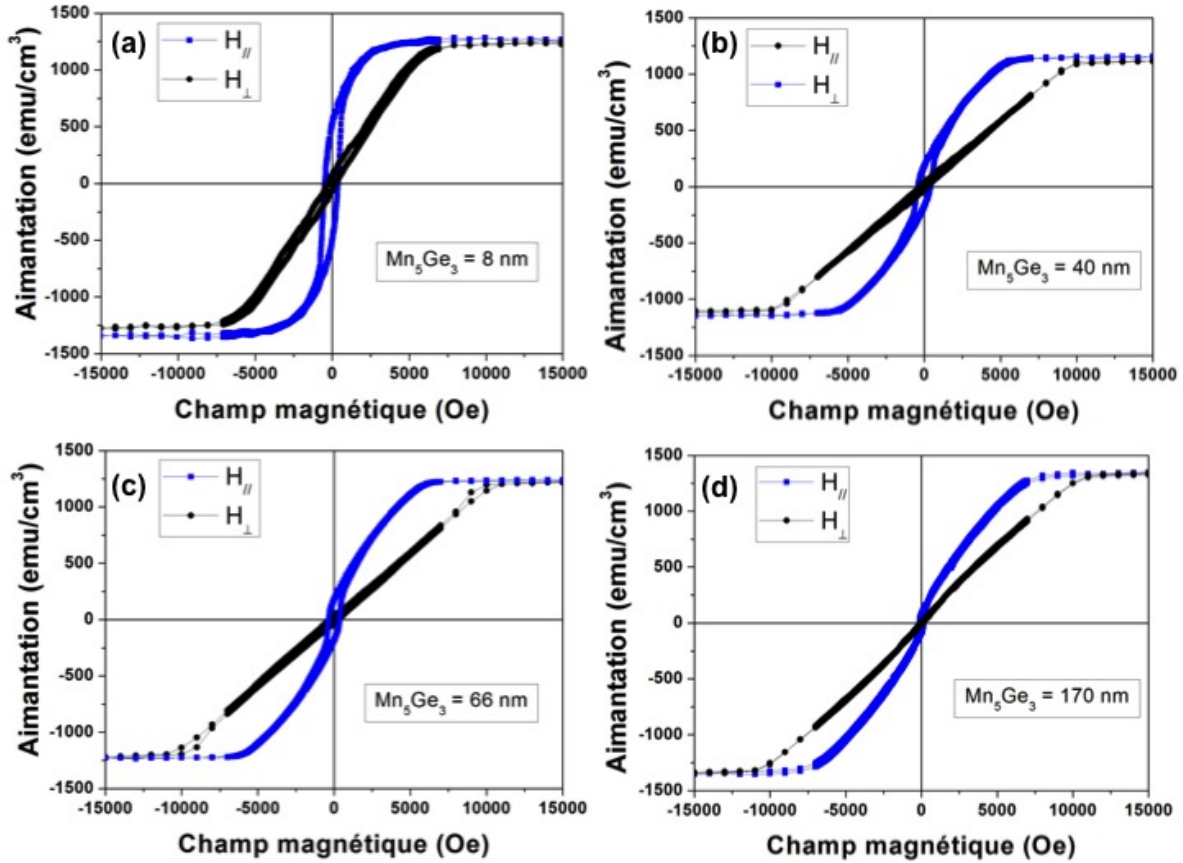 (a)
H//
H⊥
Aimantation (emu/cm³)
1500
1000
500
0
-500
-1000
-1500
Mn₅Ge₃ = 8 nm
-15000 -10000 -5000 0 5000 10000 15000
Champ magnétique (Oe)
(b)
H//
H⊥
Aimantation (emu/cm³)
1500
1000
500
0
-500
-1000
-1500
Mn₅Ge₃ = 40 nm
-15000 -10000 -5000 0 5000 10000 15000
Champ magnétique (Oe)
(c)
H//
H⊥
Aimantation (emu/cm³)
1500
1000
500
0
-500
-1000
-1500
Mn₅Ge₃ = 66 nm
-15000 -10000 -5000 0 5000 10000 15000
Champ magnétique (Oe)
(d)
H//
H⊥
Aimantation (emu/cm³)
1500
1000
500
0
-500
-1000
-1500
Mn₅Ge₃ = 170 nm
-15000 -10000 -5000 0 5000 10000 15000
Champ magnétique (Oe)